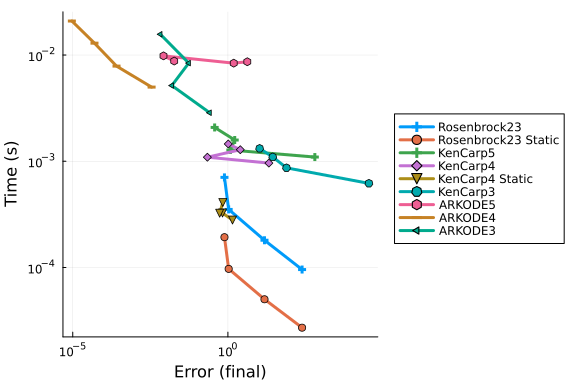 10⁻²
10⁻³
10⁻⁴
Time (s)
10⁻⁵
10⁰
Error (final)
Rosenbrock23
Rosenbrock23 Static
KenCarp5
KenCarp4
KenCarp4 Static
KenCarp3
ARKODE5
ARKODE4
ARKODE3